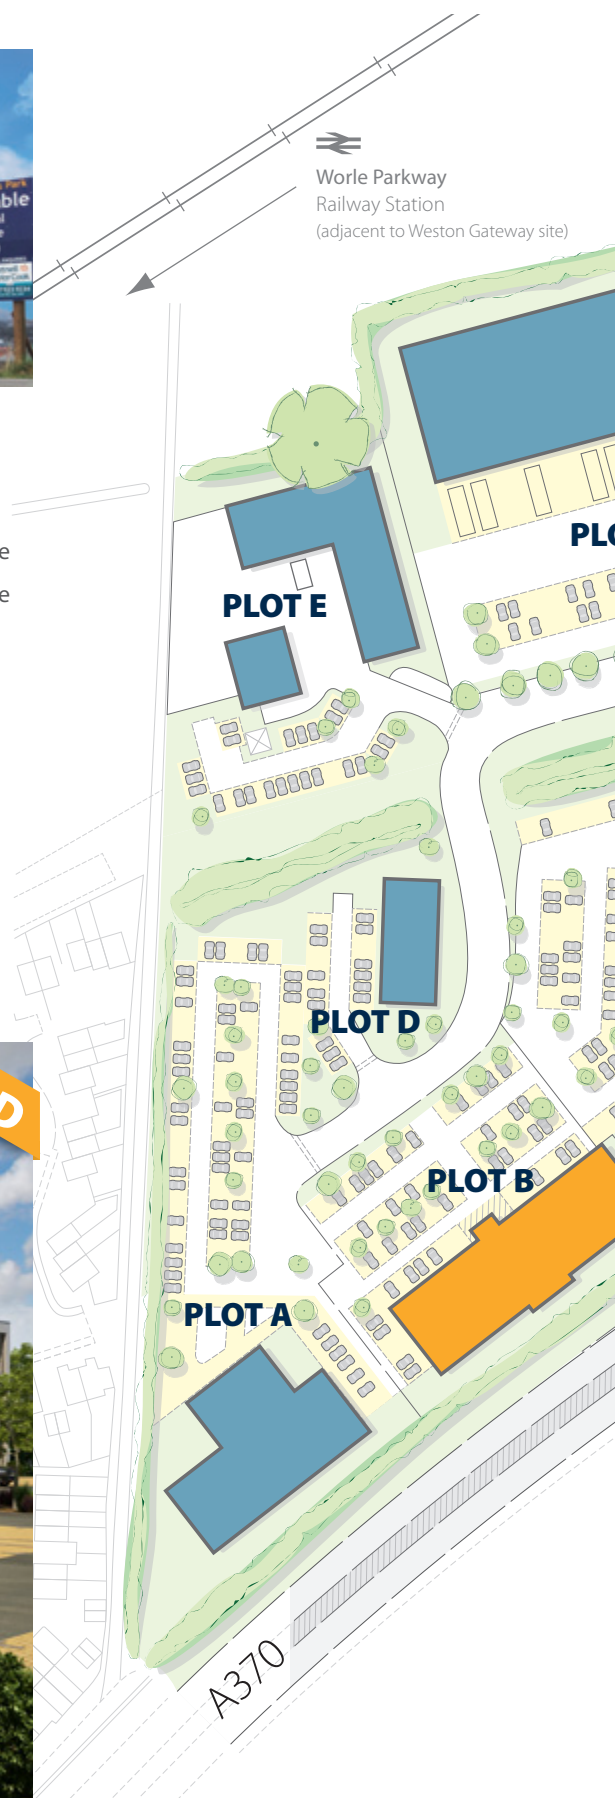 Worle Parkway
Railway Station
(adjacent to Weston Gateway site)
PLOT E
PLOT D
PLOT B
PLOT A
A370